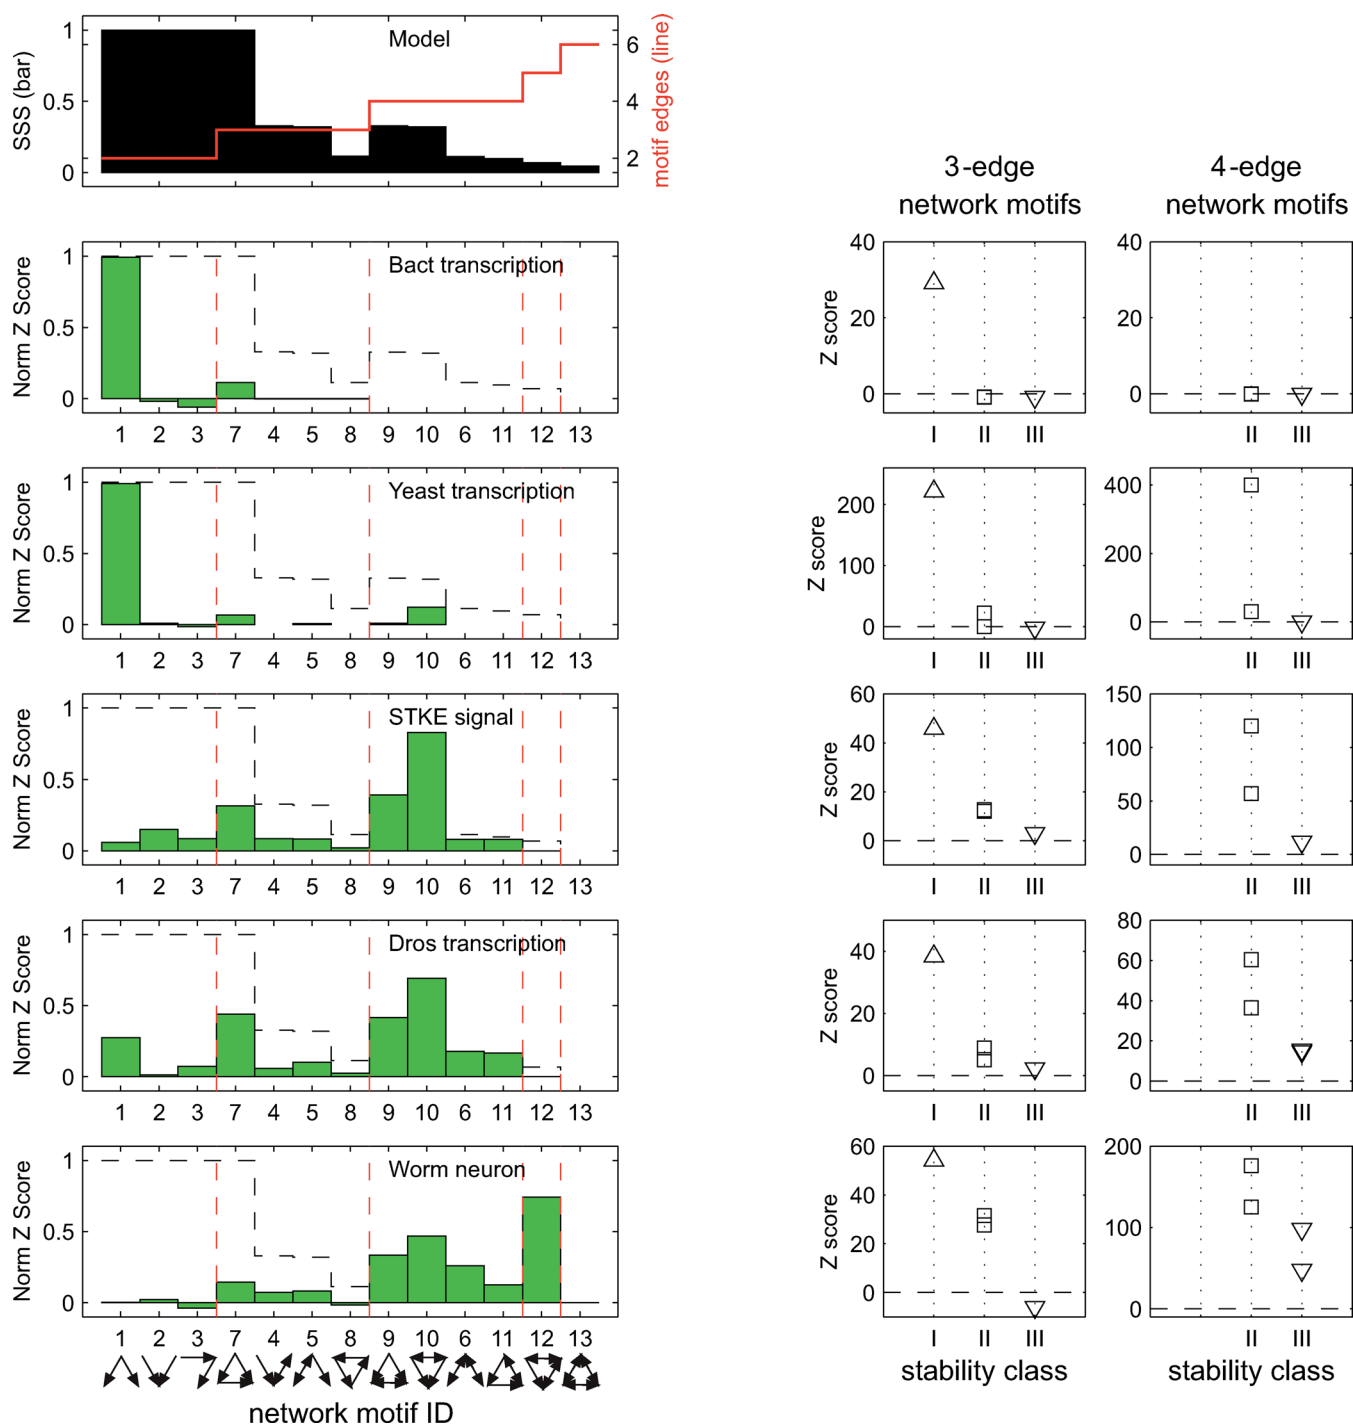 Model
SSS (bar)
1
0.5
0
6
4
2
motif edges (line)
3-edge
network motifs
4-edge
network motifs
Bact transcription
Norm Z Score
1
0.5
0
1 2 3 7 4 5 8 9 10 6 11 12 13
Z score
40
20
0
I II III
40
20
0
II III
Yeast transcription
Norm Z Score
1
0.5
0
1 2 3 7 4 5 8 9 10 6 11 12 13
Z score
200
100
0
I II III
400
200
0
II III
STKE signal
Norm Z Score
1
0.5
0
1 2 3 7 4 5 8 9 10 6 11 12 13
Z score
60
40
20
0
I II III
150
100
50
0
II III
Dros transcription
Norm Z Score
1
0.5
0
1 2 3 7 4 5 8 9 10 6 11 12 13
Z score
40
20
0
I II III
80
60
40
20
0
II III
Worm neuron
Norm Z Score
1
0.5
0
1 2 3 7 4 5 8 9 10 6 11 12 13
network motif ID
Z score
60
40
20
0
I II III
stability class
200
100
0
II III
stability class